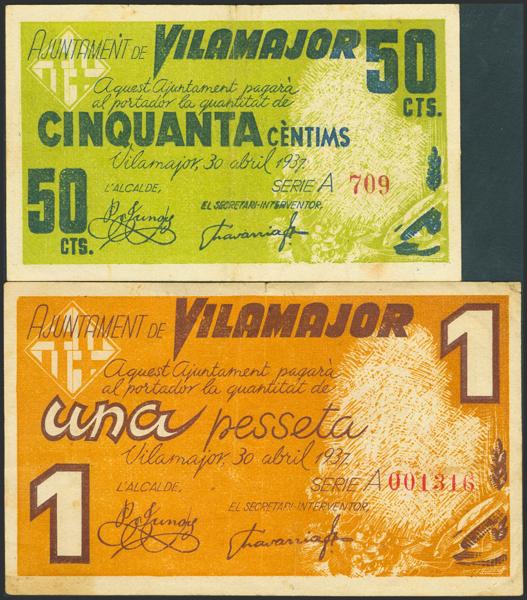 AJUNTAMENT DE VILAMAJOR 50 CTS.
Aquest Ajuntament pagarà
al portador la quantitat de
CINQUANTA CÈNTIMS
Vilamajor, 30 abril 1937
SERIE A 709
50 CTS.
L'ALCALDE,
EL SECRETARI-INTERVENTOR,
AJUNTAMENT DE VILAMAJOR 1
Aquest Ajuntament pagarà
al portador la quantitat de
una pesseta
Vilamajor, 30 abril 1937
SERIE A 001316
1
L'ALCALDE,
EL SECRETARI-INTERVENTOR,